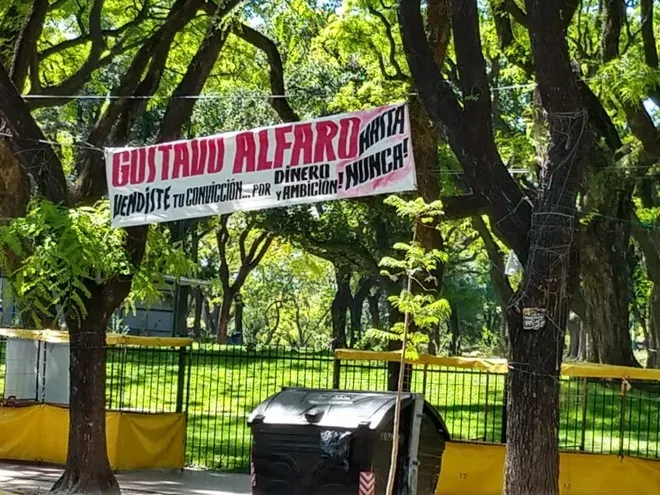 GUSTAVO ALFARO HASTA
VENDISTE TU CONVICCIÓN... POR DINERO Y AMBICIÓN! NUNCA!